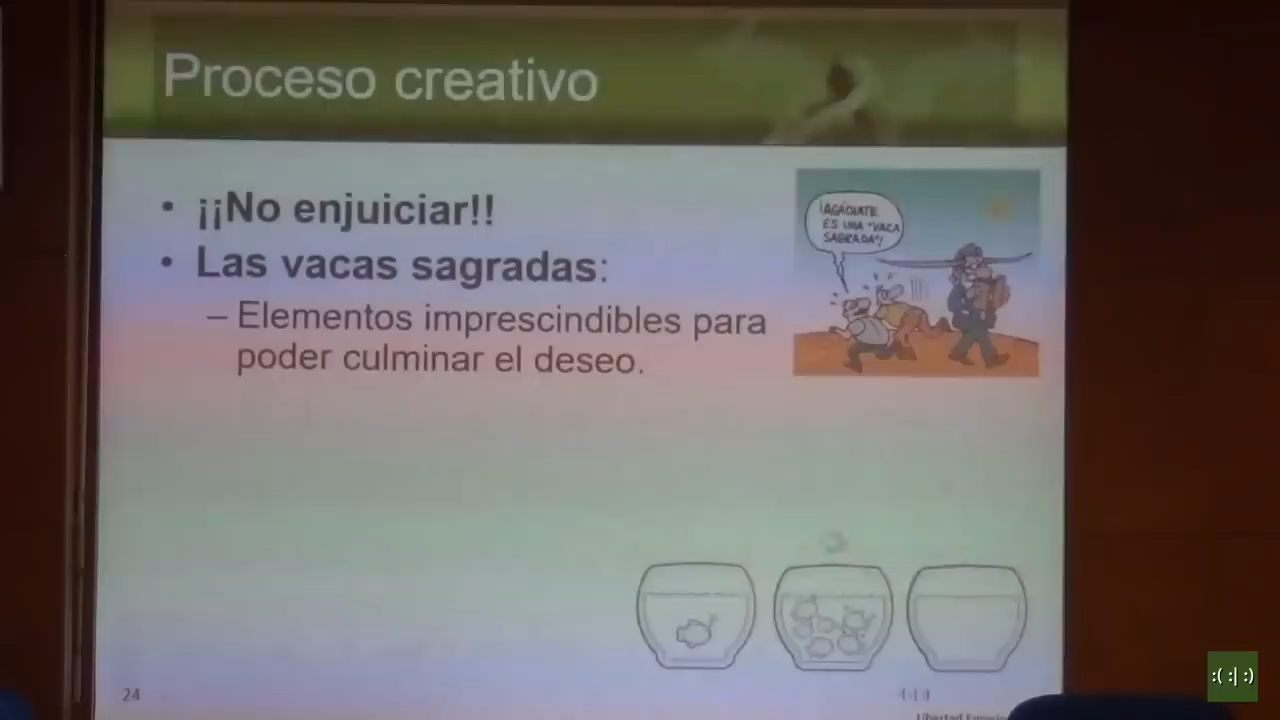 Proceso creativo
• ¡¡No enjuiciar!!
• Las vacas sagradas:
– Elementos imprescindibles para
poder culminar el deseo.
¡AGÁCHATE
ES UNA "VACA
SAGRADA"!
24
Libertad
:( :| :)